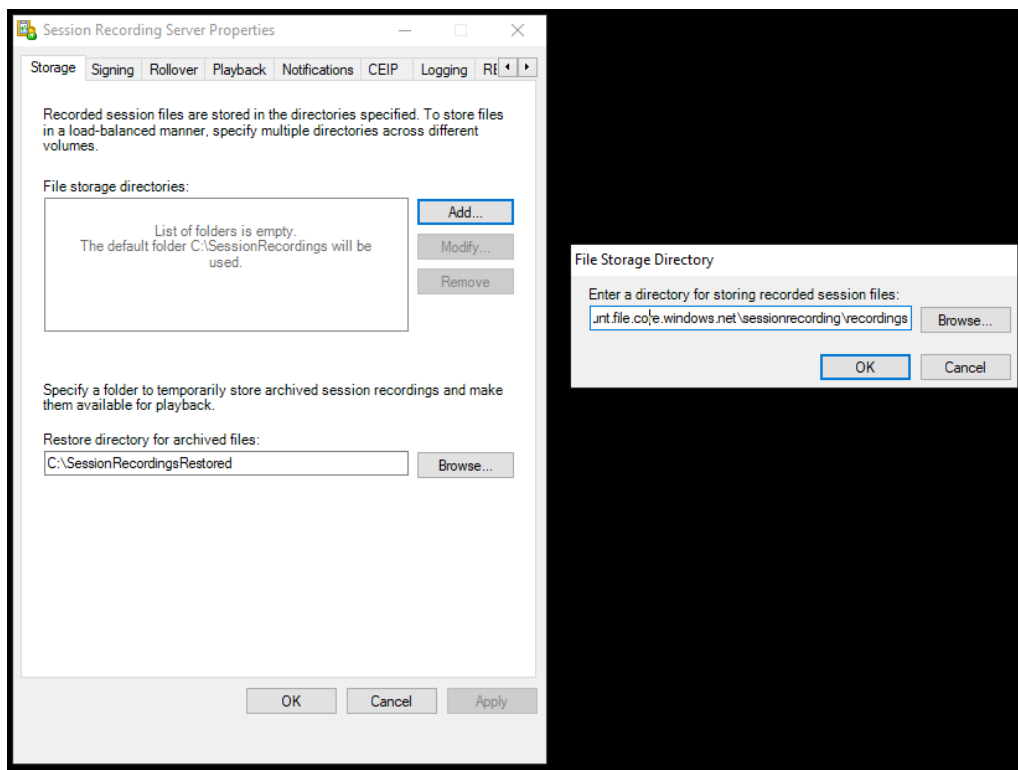 Session Recording Server Properties
Storage Signing Rollover Playback Notifications CEIP Logging
Recorded session files are stored in the directories specified. To store files
in a load-balanced manner, specify multiple directories across different
volumes.
File storage directories:
List of folders is empty.
The default folder C:\SessionRecordings will be
used.
Add...
Modify...
Remove
Specify a folder to temporarily store archived session recordings and make
them available for playback.
Restore directory for archived files:
C:\SessionRecordingsRestored
Browse...
OK Cancel Apply
File Storage Directory
Enter a directory for storing recorded session files:
unt.file.core.windows.net\sessionrecording\recordings
Browse...
OK Cancel